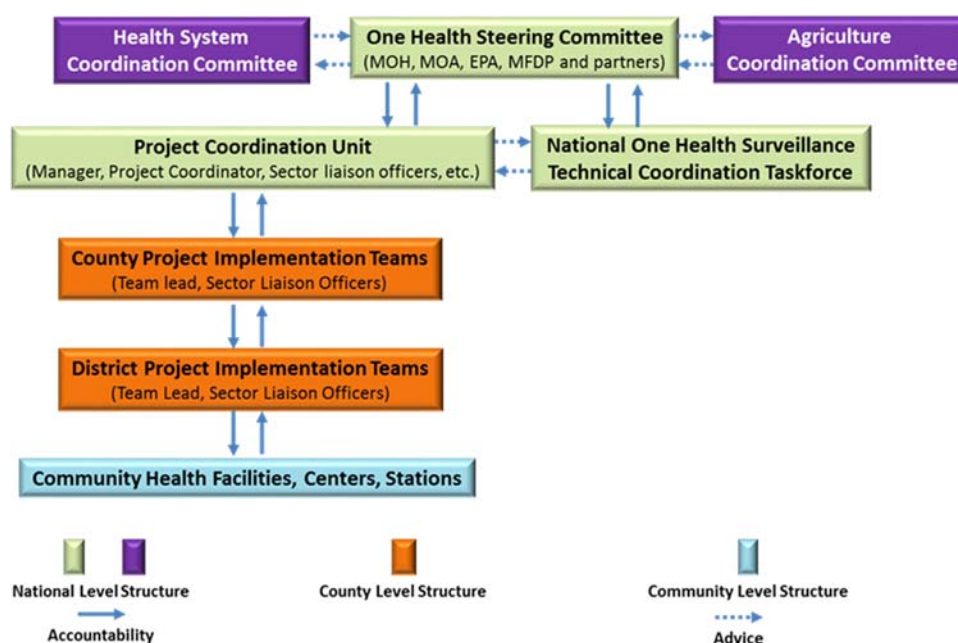 Health System
Coordination Committee
One Health Steering Committee
(MOH, MOA, EPA, MFDP and partners)
Agriculture
Coordination Committee
Project Coordination Unit
(Manager, Project Coordinator, Sector liaison officers, etc.)
National One Health Surveillance
Technical Coordination Taskforce
County Project Implementation Teams
(Team lead, Sector Liaison Officers)
District Project Implementation Teams
(Team Lead, Sector Liaison Officers)
Community Health Facilities, Centers, Stations
National Level Structure
County Level Structure
Community Level Structure
Accountability
Advice